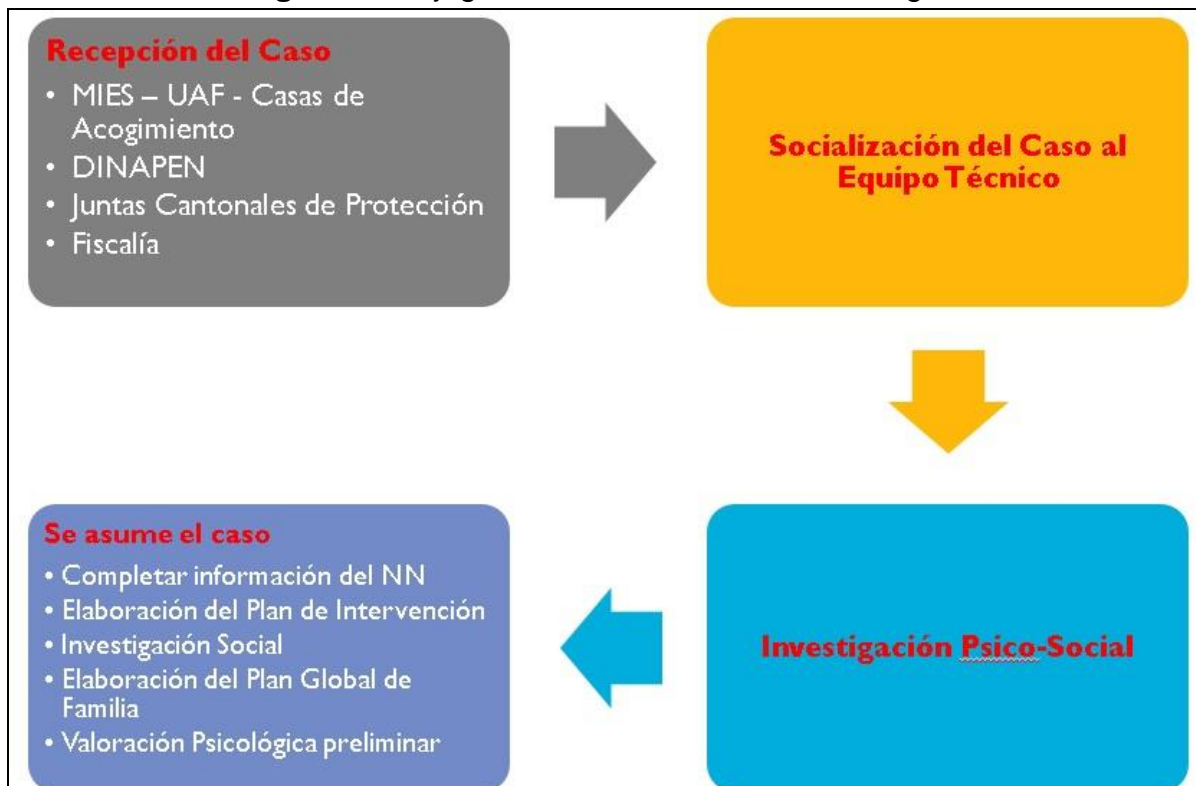 Recepción del Caso
• MIES – UAF - Casas de
Acogimiento
• DINAPEN
• Juntas Cantonales de Protección
• Fiscalía
Socialización del Caso al
Equipo Técnico
Investigación Psico-Social
Se asume el caso
• Completar información del NN
• Elaboración del Plan de Intervención
• Investigación Social
• Elaboración del Plan Global de
Familia
• Valoración Psicológica preliminar